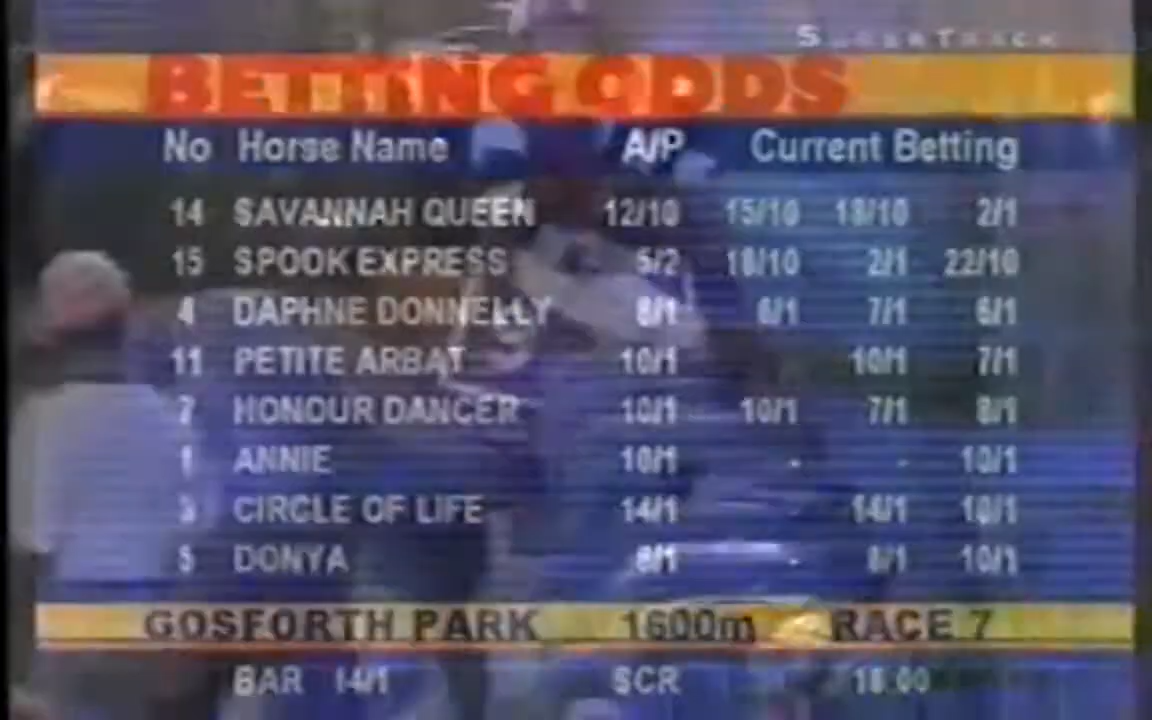 SUPERTRACK
BETTING ODDS
No Horse Name A/P Current Betting
14 SAVANNAH QUEEN 12/10 15/10 18/10 2/1
15 SPOOK EXPRESS 5/2 18/10 2/1 22/10
4 DAPHNE DONNELLY 8/1 6/1 7/1 6/1
11 PETITE ARBAT 10/1 10/1 7/1
HONOUR DANCER 10/1 10/1 7/1 8/1
1 ANNIE 10/1 - - 10/1
3 CIRCLE OF LIFE 14/1 14/1 10/1
5 DONYA 8/1 - 8/1 10/1
GOSFORTH PARK 1600m RACE 7
BAR 14/1 SCR 18:00